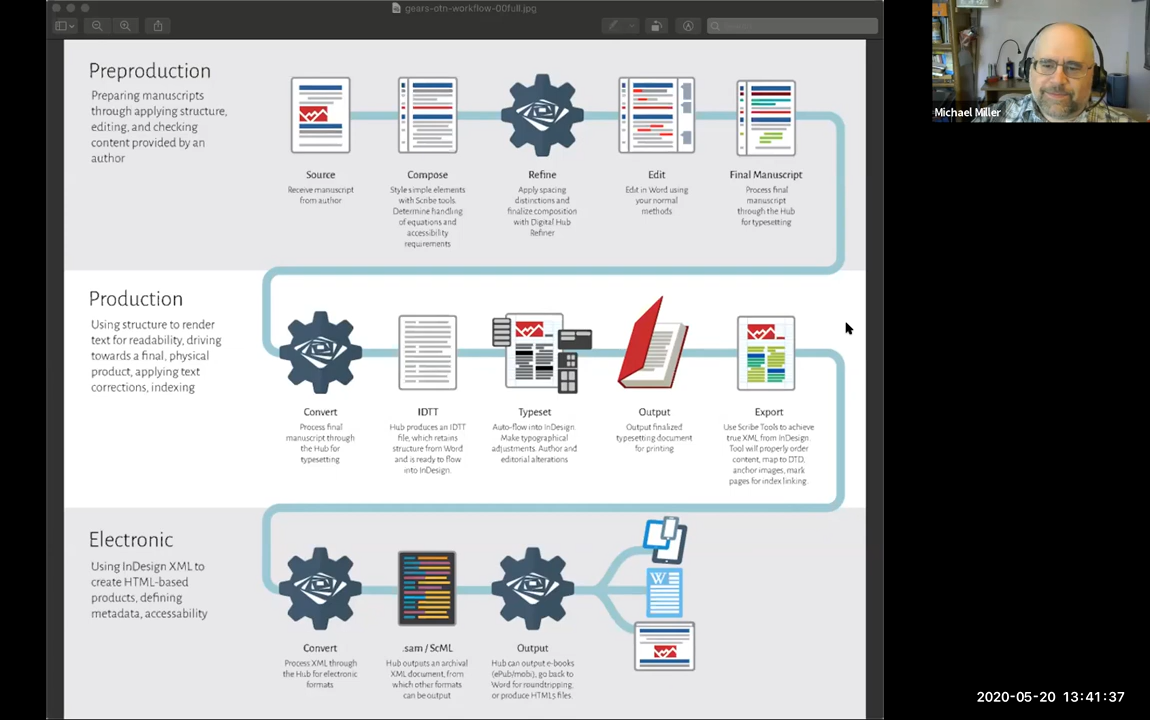 gears-otn-workflow-00full.jpg
Search
Michael Miller
Preproduction
Preparing manuscripts
through applying structure,
editing, and checking
content provided by an
author
Source
Receive manuscript
from author
Compose
Style simple elements
with Scribe tools.
Determine handling
of equations and
accessibility
requirements
Refine
Apply spacing
distinctions and
finalize composition
with Digital Hub
Refiner
Edit
Edit in Word using
your normal
methods
Final Manuscript
Process final
manuscript
through the Hub
for typesetting
Production
Using structure to render
text for readability, driving
towards a final, physical
product, applying text
corrections, indexing
Convert
Process final
manuscript through
the Hub for
typesetting
IDTT
Hub produces an IDTT
file, which retains
structure from Word
and is ready to flow
into InDesign.
Typeset
Auto-flow into InDesign.
Make typographical
adjustments. Author and
editorial alterations
Output
Output finalized
typesetting document
for printing
Export
Use Scribe Tools to achieve
true XML from InDesign.
Tool will properly order
content, map to DTD,
anchor images, mark
pages for index linking.
Electronic
Using InDesign XML to
create HTML-based
products, defining
metadata, accessability
Convert
Process XML through
the Hub for electronic
formats
.sam / ScML
Hub outputs an archival
XML document, from
which other formats
can be output
Output
Hub can output e-books
(ePub/mobi), go back to
Word for roundtripping,
or produce HTML5 files.
W
2020-05-20 13:41:37